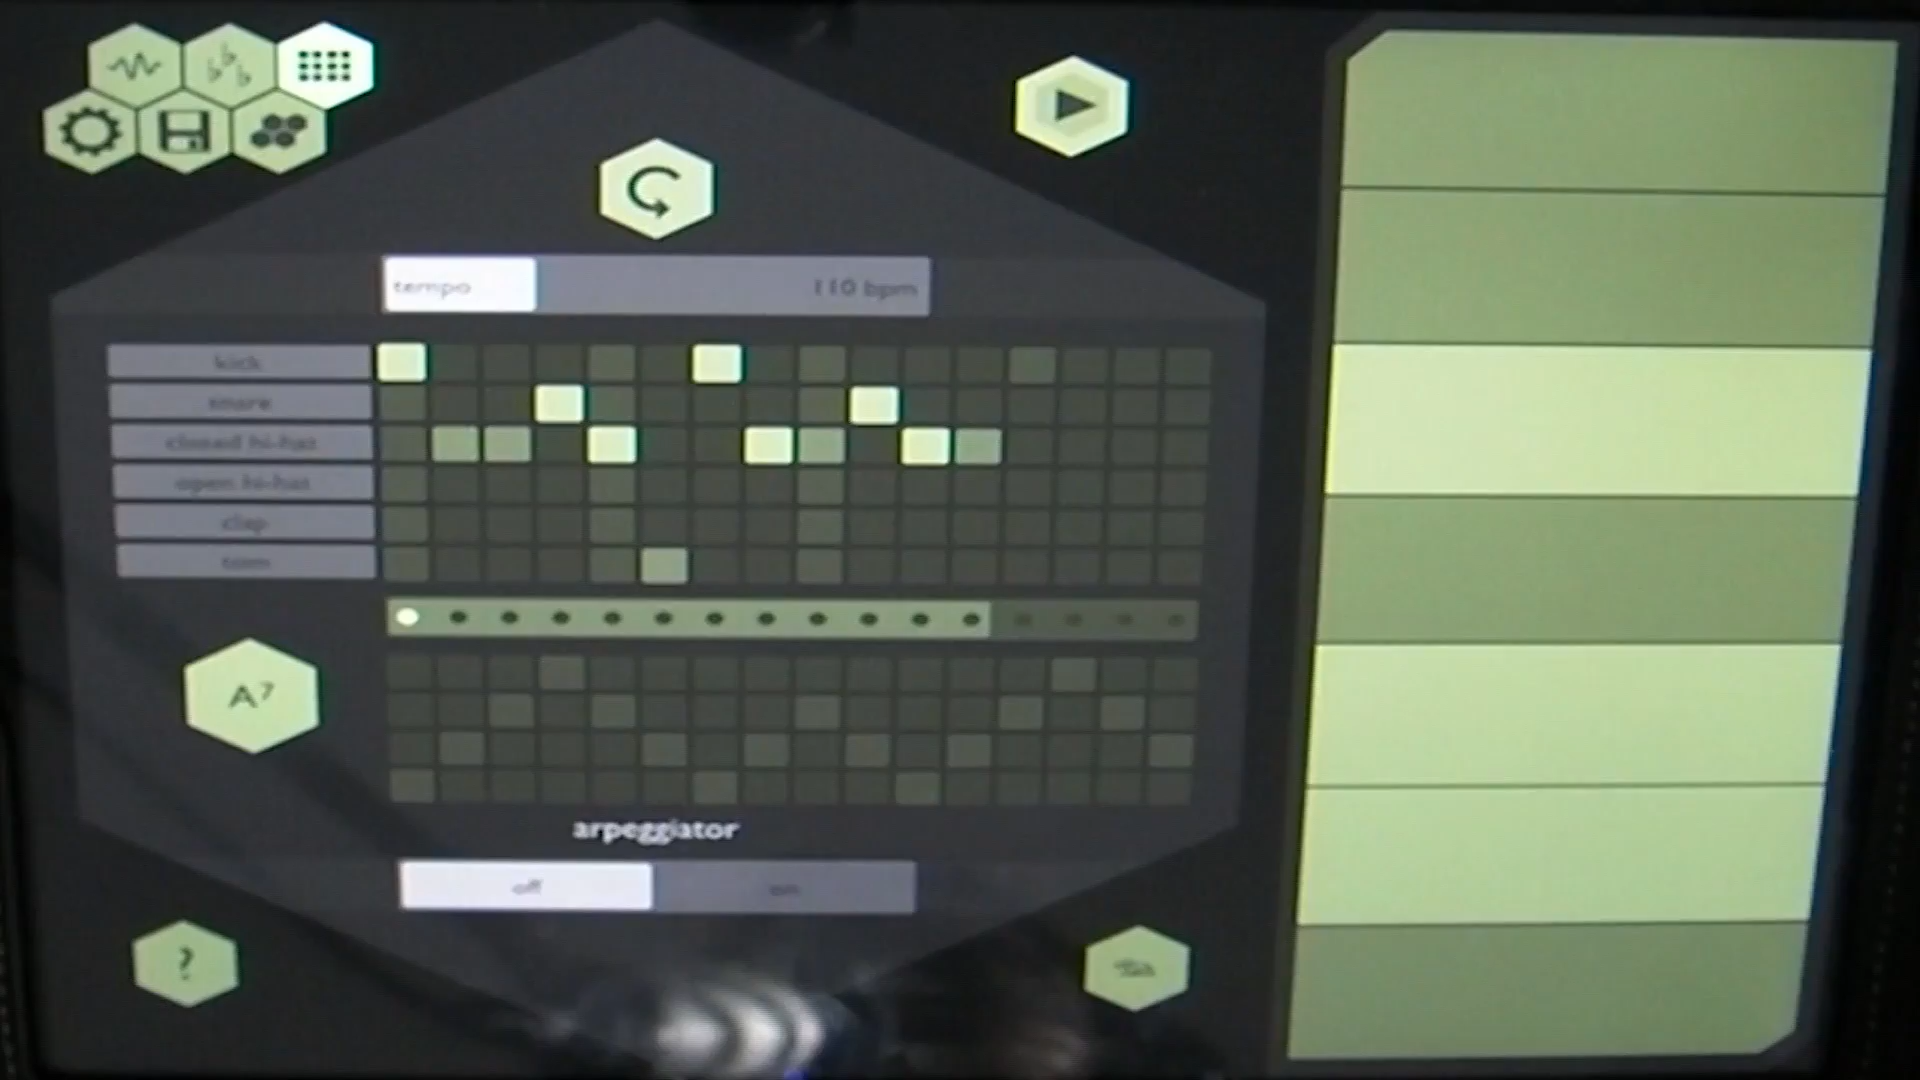 tempo
110 bpm
kick
snare
closed hi-hat
open hi-hat
clap
tom
A7
arpeggiator
off
on
?